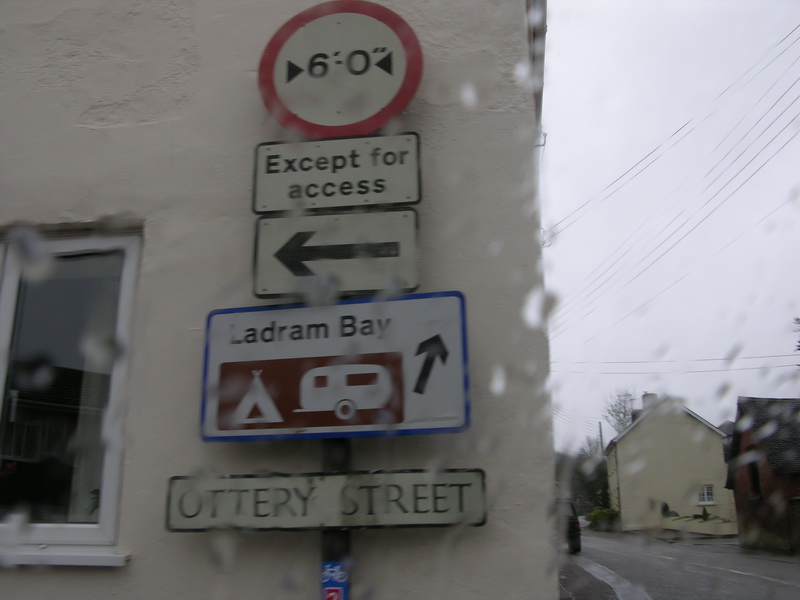 6'-0"
Except for
access
Ladram Bay
OTTERY STREET